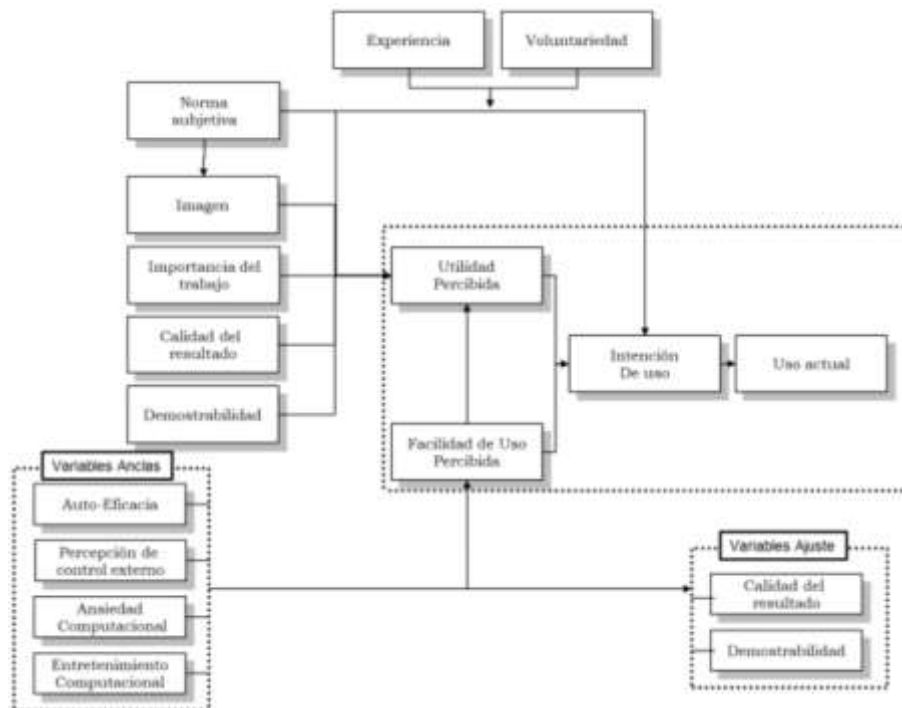 Experiencia
Voluntariedad
Norma
subjetiva
Imagen
Importancia del
trabajo
Calidad del
resultado
Demostrabilidad
Utilidad
Percibida
Intención
De uso
Uso actual
Facilidad de Uso
Percibida
Variables Anclas
Auto-Eficacia
Percepción de
control externo
Ansiedad
Computacional
Entretenimiento
Computacional
Variables Ajuste
Calidad del
resultado
Demostrabilidad